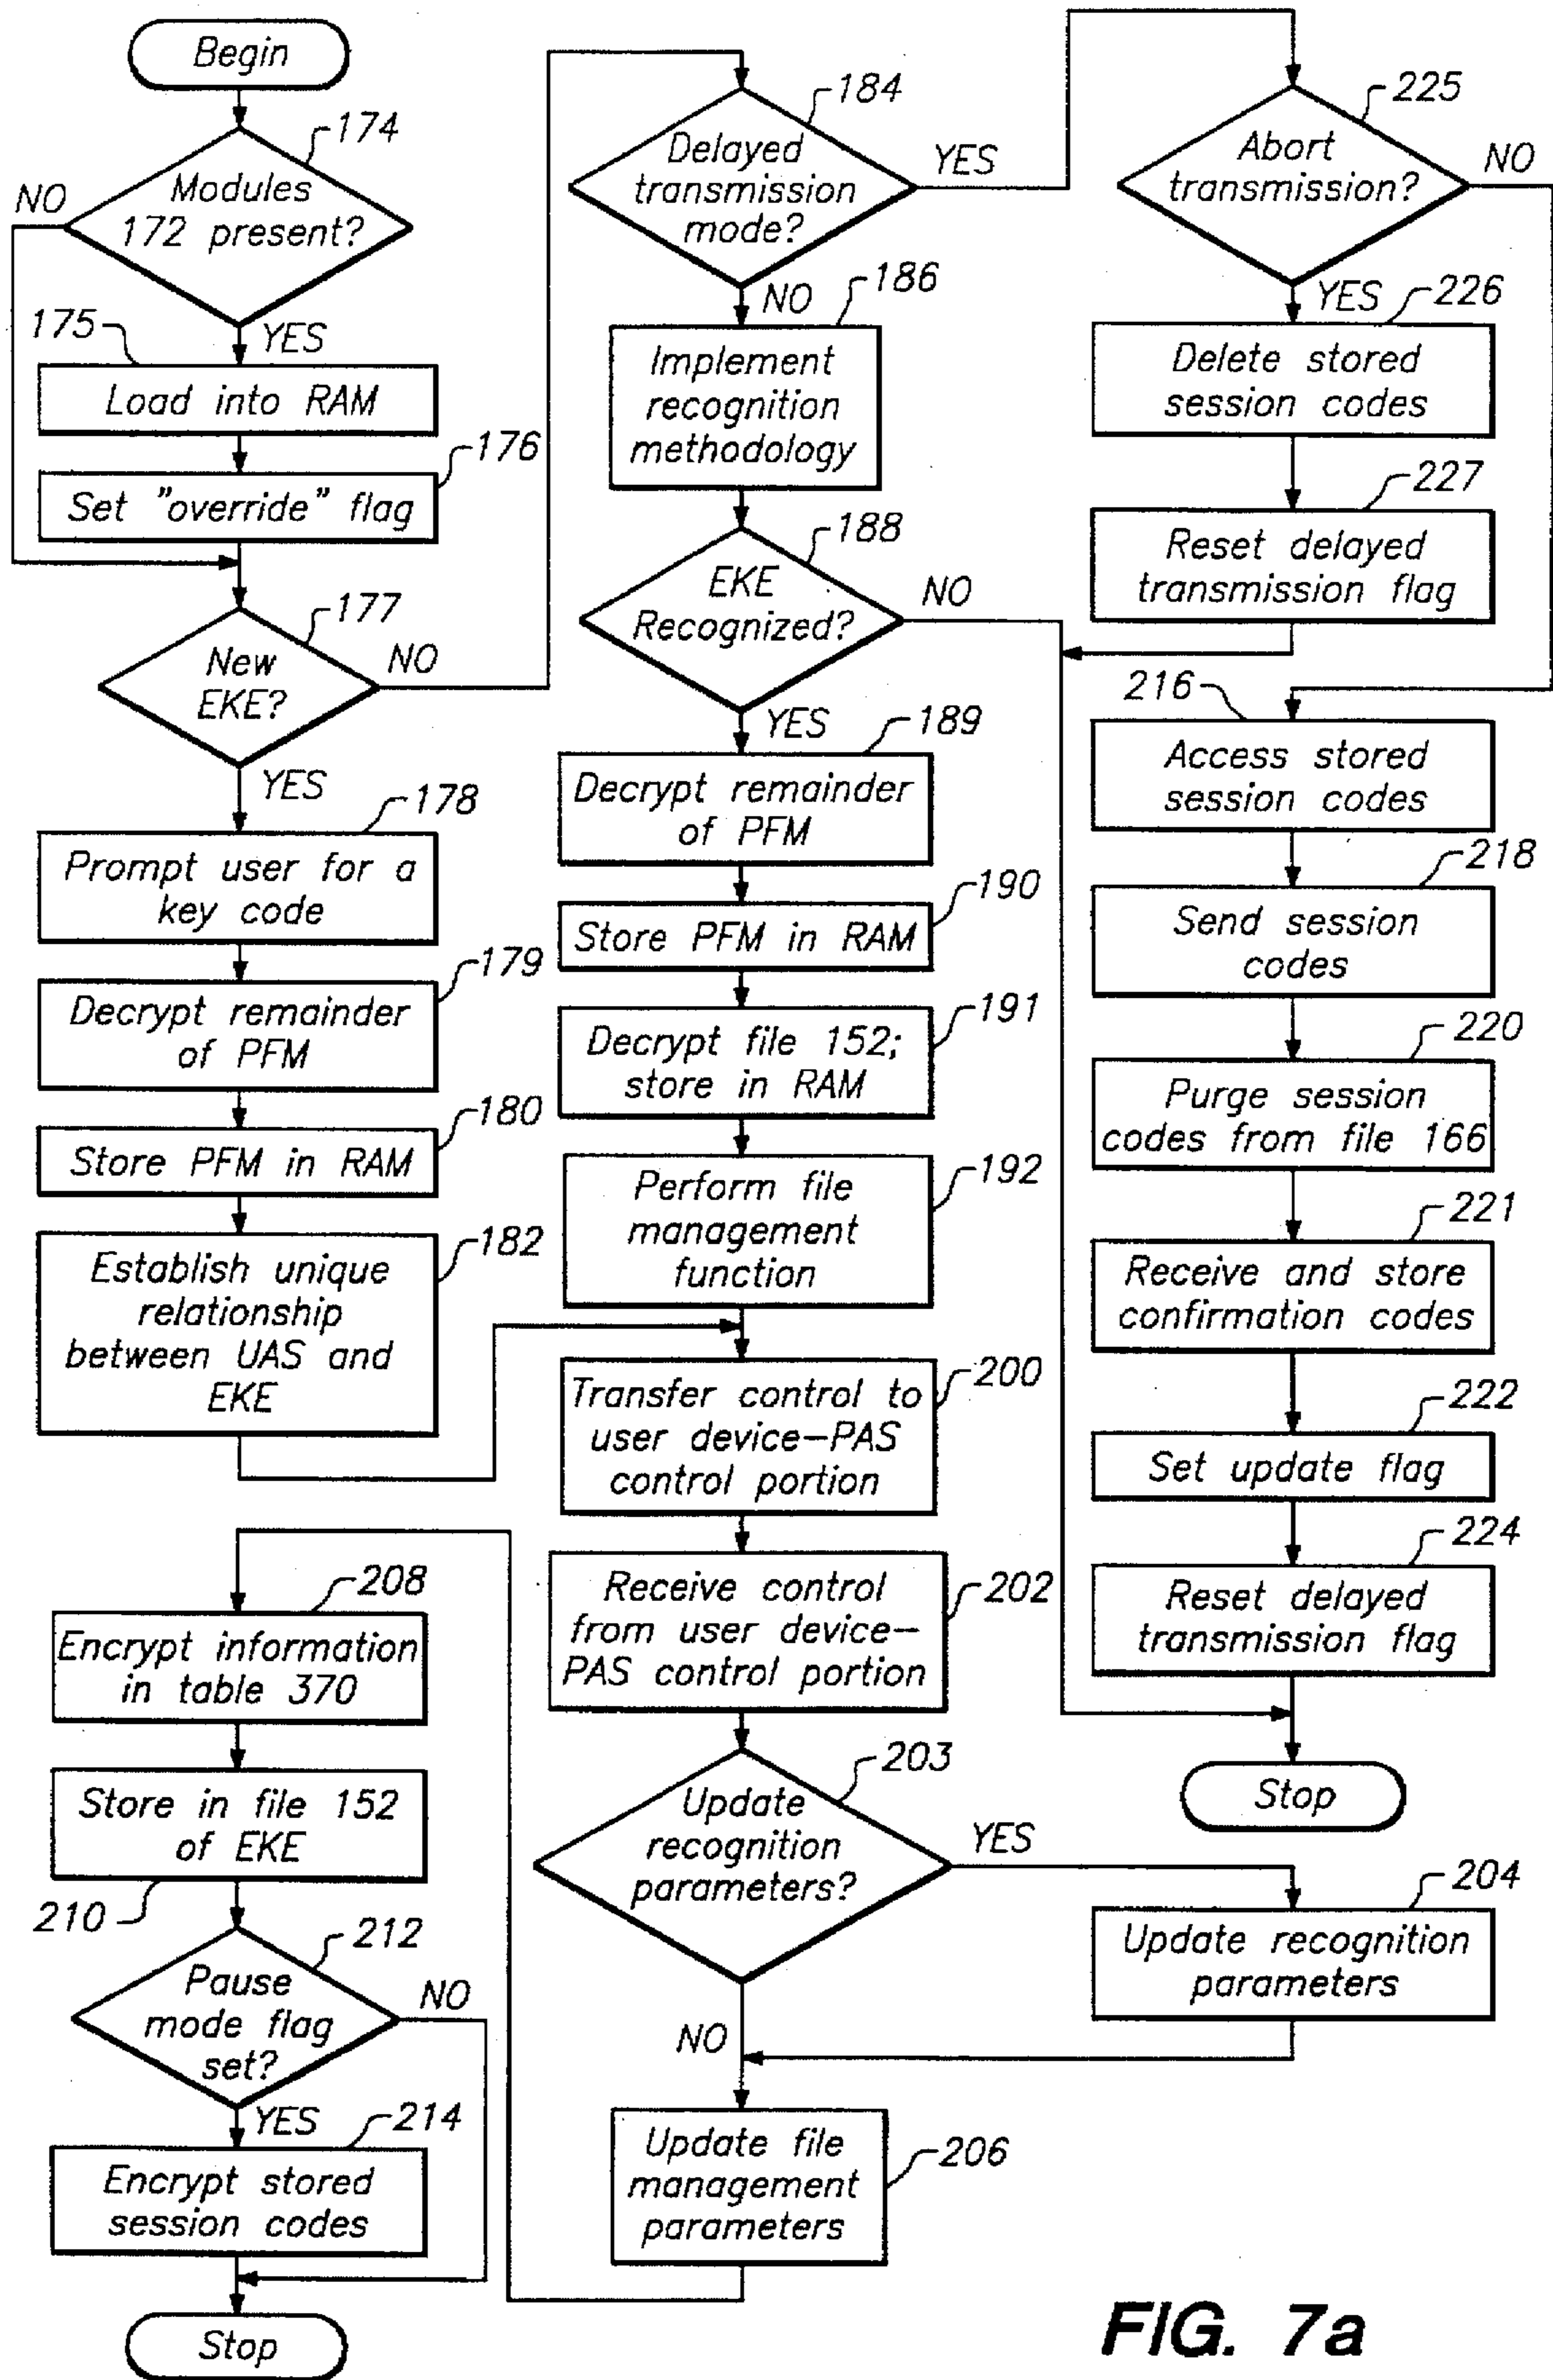 Begin
174
Modules
172 present?
NO
YES
175
Load into RAM
176
Set "override" flag
177
New
EKE?
NO
YES
178
Prompt user for a
key code
179
Decrypt remainder
of PFM
180
Store PFM in RAM
182
Establish unique
relationship
between UAS and
EKE
184
Delayed
transmission
mode?
YES
NO
186
Implement
recognition
methodology
188
EKE
Recognized?
NO
YES
189
Decrypt remainder
of PFM
190
Store PFM in RAM
191
Decrypt file 152;
store in RAM
192
Perform file
management
function
200
Transfer control to
user device-PAS
control portion
202
Receive control
from user device-
PAS control portion
203
Update
recognition
parameters?
YES
NO
204
Update recognition
parameters
206
Update file
management
parameters
208
Encrypt information
in table 370
Store in file 152
of EKE
210
212
Pause
mode flag
set?
NO
YES
214
Encrypt stored
session codes
Stop
225
Abort
transmission?
NO
YES
226
Delete stored
session codes
227
Reset delayed
transmission flag
216
Access stored
session codes
218
Send session
codes
220
Purge session
codes from file 166
221
Receive and store
confirmation codes
222
Set update flag
224
Reset delayed
transmission flag
Stop
FIG. 7a